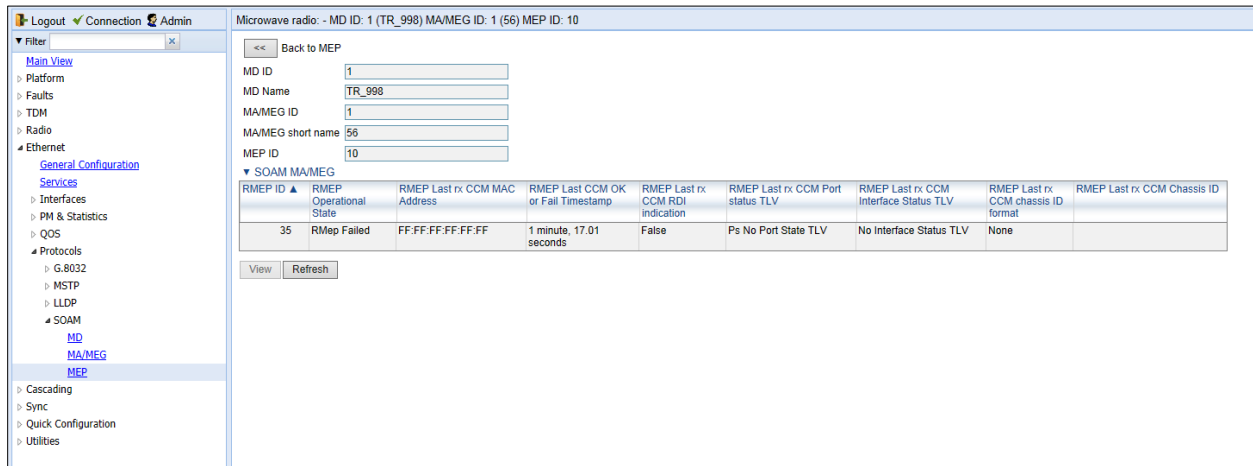 Logout Connection Admin
Microwave radio: - MD ID: 1 (TR_998) MA/MEG ID: 1 (56) MEP ID: 10
▼ Filter ×
Main View
Platform
Faults
TDM
Radio
Ethernet
General Configuration
Services
Interfaces
PM & Statistics
QOS
Protocols
G.8032
MSTP
LLDP
SOAM
MD
MA/MEG
MEP
Cascading
Sync
Quick Configuration
Utilities
<< Back to MEP
MD ID 1
MD Name TR_998
MA/MEG ID 1
MA/MEG short name 56
MEP ID 10
▼ SOAM MA/MEG
RMEP ID ▲ RMEP RMEP Last rx CCM MAC RMEP Last CCM OK RMEP Last rx RMEP Last rx CCM Port RMEP Last rx CCM RMEP Last rx RMEP Last rx CCM Chassis ID
Operational Address or Fail Timestamp CCM RDI status TLV Interface Status TLV CCM chassis ID
State indication format
35 RMep Failed FF:FF:FF:FF:FF:FF 1 minute, 17.01 False Ps No Port State TLV No Interface Status TLV None
seconds
View Refresh